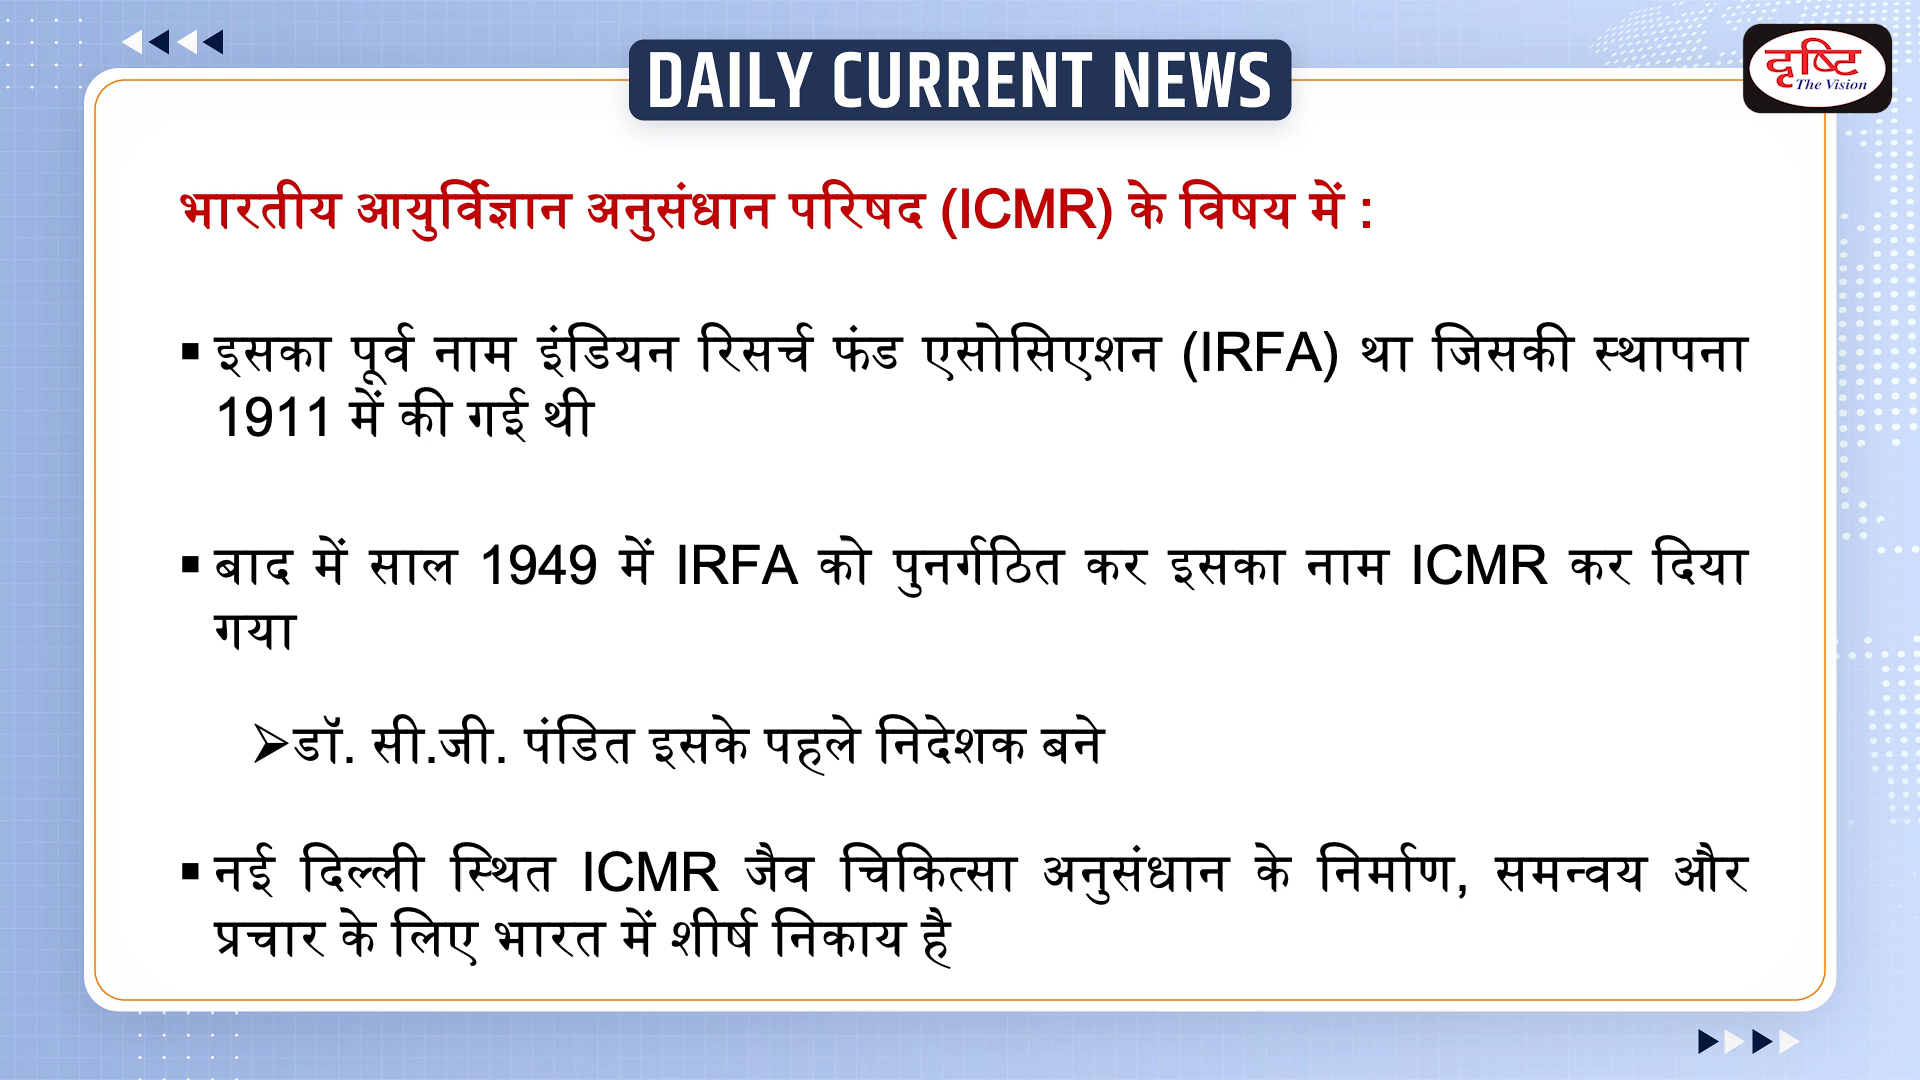 DAILY CURRENT NEWS
दृष्टि
The Vision
भारतीय आयुर्विज्ञान अनुसंधान परिषद (ICMR) के विषय में :
▪ इसका पूर्व नाम इंडियन रिसर्च फंड एसोसिएशन (IRFA) था जिसकी स्थापना
1911 में की गई थी
▪ बाद में साल 1949 में IRFA को पुनर्गठित कर इसका नाम ICMR कर दिया
गया
➢डॉ. सी.जी. पंडित इसके पहले निदेशक बने
▪ नई दिल्ली स्थित ICMR जैव चिकित्सा अनुसंधान के निर्माण, समन्वय और
प्रचार के लिए भारत में शीर्ष निकाय है